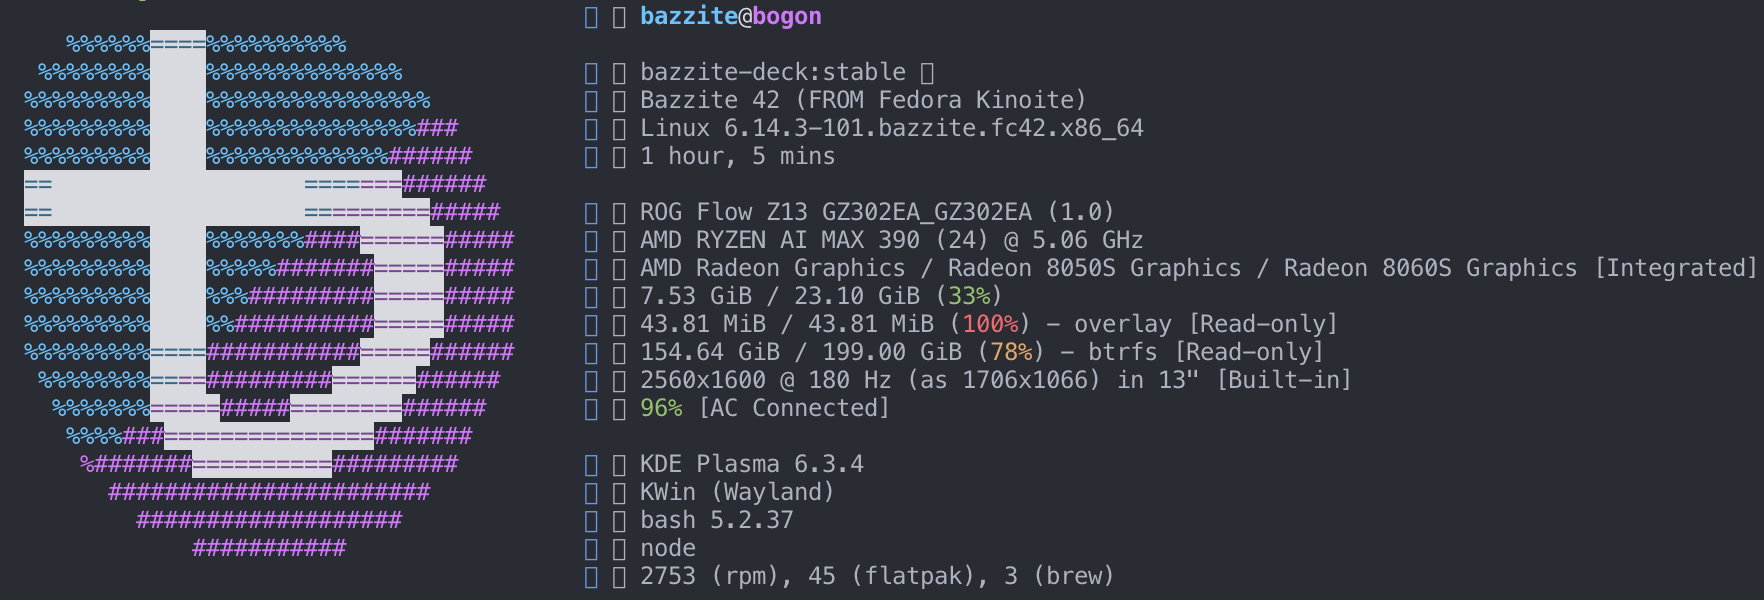 bazzite@bogon
bazzite-deck:stable
Bazzite 42 (FROM Fedora Kinoite)
Linux 6.14.3-101.bazzite.fc42.x86_64
1 hour, 5 mins
ROG Flow Z13 GZ302EA_GZ302EA (1.0)
AMD RYZEN AI MAX 390 (24) @ 5.06 GHz
AMD Radeon Graphics / Radeon 8050S Graphics / Radeon 8060S Graphics [Integrated]
7.53 GiB / 23.10 GiB (33%)
43.81 MiB / 43.81 MiB (100%) - overlay [Read-only]
154.64 GiB / 199.00 GiB (78%) - btrfs [Read-only]
2560x1600 @ 180 Hz (as 1706x1066) in 13" [Built-in]
96% [AC Connected]
KDE Plasma 6.3.4
KWin (Wayland)
bash 5.2.37
node
2753 (rpm), 45 (flatpak), 3 (brew)